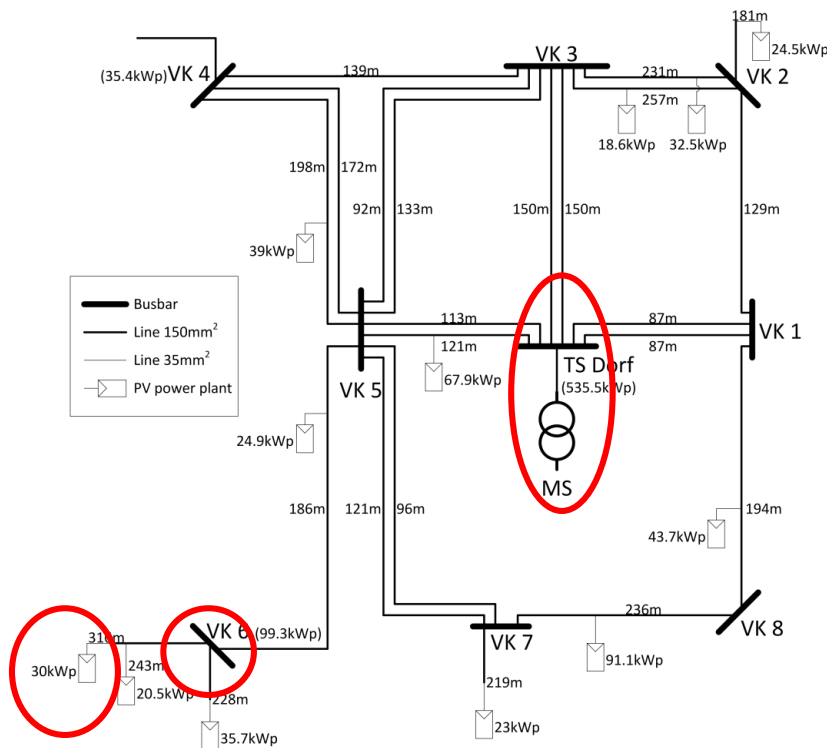 181m
24.5kWp
VK 3
(35.4kWp) VK 4
139m
231m
VK 2
257m
18.6kWp
32.5kWp
198m
172m
92m
133m
150m
150m
129m
39kWp
Busbar
Line 150mm²
Line 35mm²
PV power plant
113m
121m
87m
87m
VK 1
VK 5
TS Dorf
(535.5kWp)
67.9kWp
MS
24.9kWp
186m
121m
96m
194m
43.7kWp
VK 6 (99.3kWp)
316m
30kWp
243m
20.5kWp
228m
35.7kWp
VK 7
236m
VK 8
91.1kWp
219m
23kWp